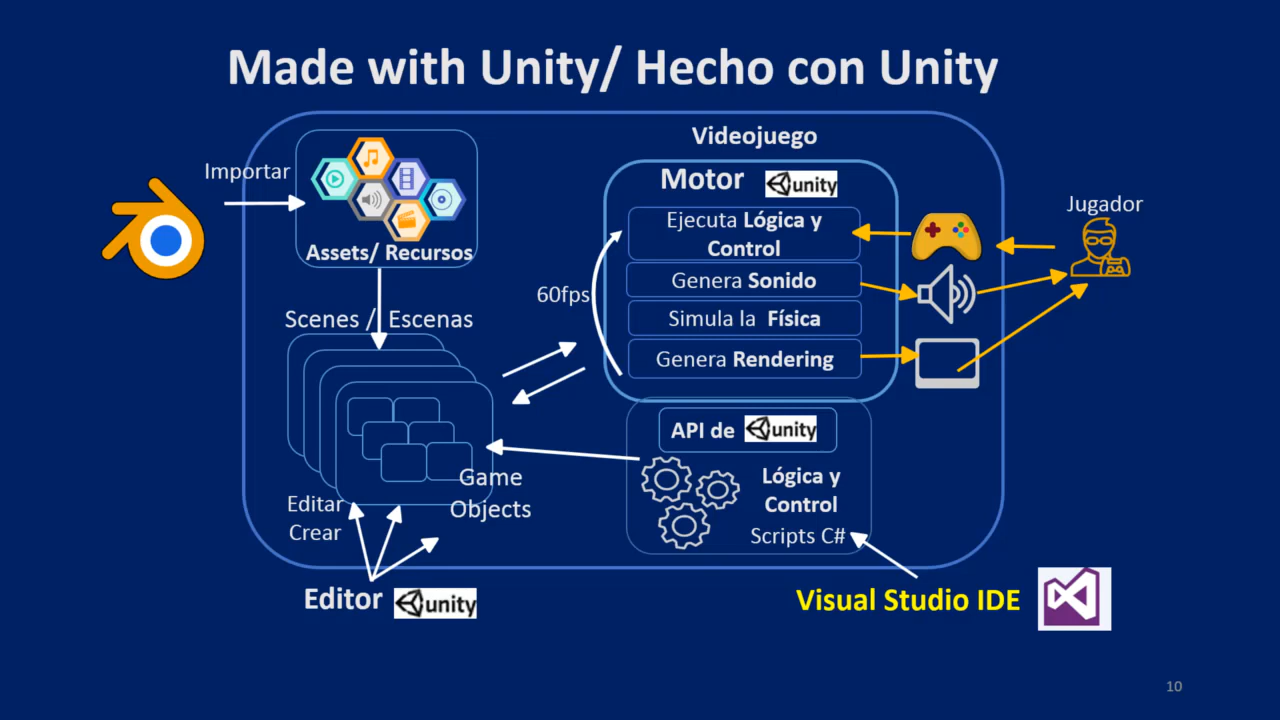 Made with Unity/ Hecho con Unity
Importar
Assets/ Recursos
Scenes / Escenas
Game
Objects
Editar
Crear
Editor unity
60fps
Videojuego
Motor unity
Ejecuta Lógica y
Control
Genera Sonido
Simula la Física
Genera Rendering
API de unity
Lógica y
Control
Scripts C#
Jugador
Visual Studio IDE
10